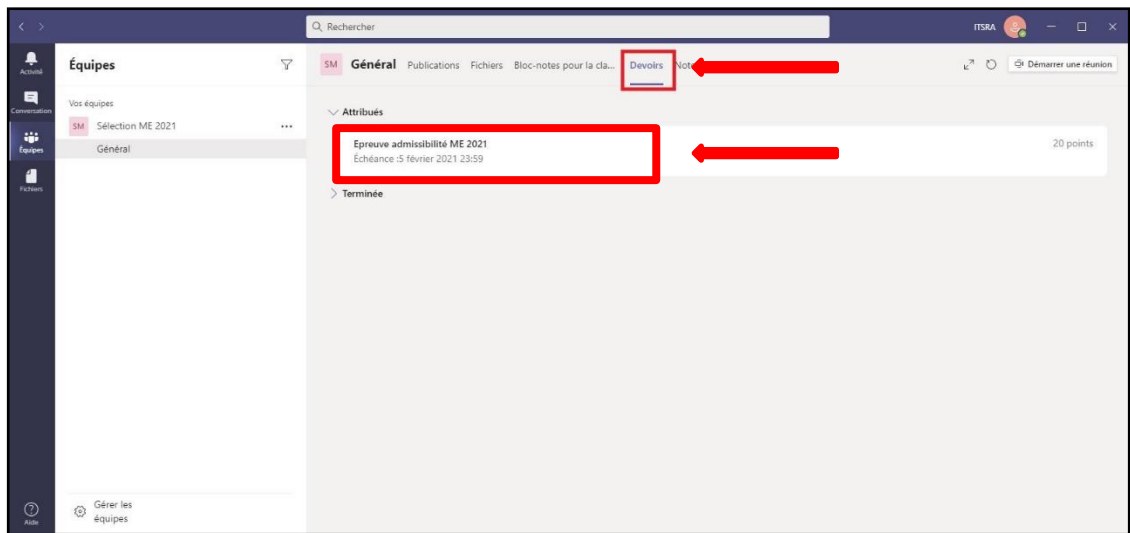 Rechercher
ITSRA
Activité
Conversation
Équipes
Fichiers
Aide
Équipes
Vos équipes
SM Sélection ME 2021 ...
Général
Gérer les
équipes
SM Général Publications Fichiers Bloc-notes pour la cla... Devoirs
Démarrer une réunion
Attribués
Epreuve admissibilité ME 2021
20 points
Échéance :5 février 2021 23:59
Terminée